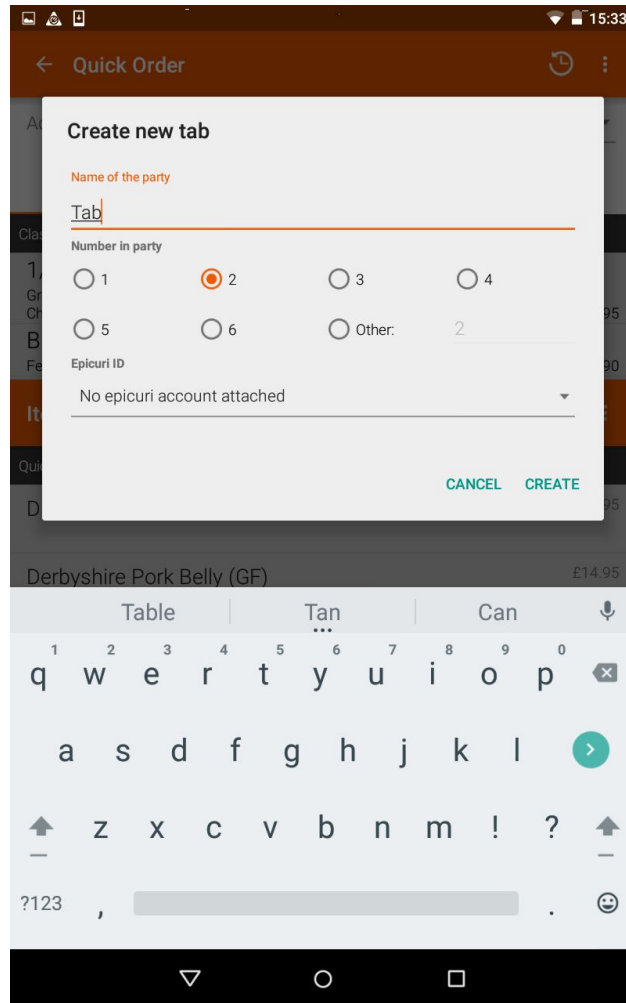 15:33
Quick Order
Create new tab
Name of the party
Tab
Number in party
1 2 3 4
5 6 Other: 2
Epicuri ID
No epicuri account attached
CANCEL CREATE
Derbyshire Pork Belly (GF) £14.95
Table Tan Can
1 2 3 4 5 6 7 8 9 0
q w e r t y u i o p
a s d f g h j k l
z x c v b n m ! ?
?123 , .